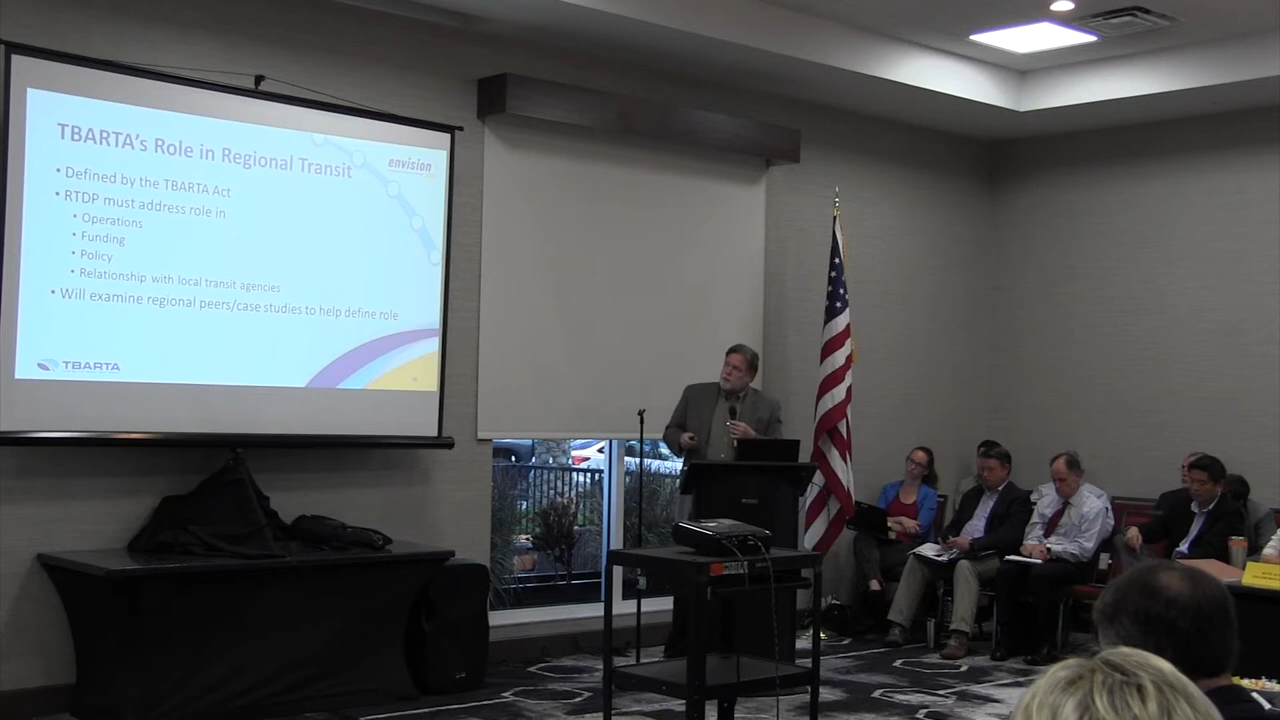 TBARTA's Role in Regional Transit
envision
• Defined by the TBARTA Act
• RTDP must address role in
• Operations
• Funding
• Policy
• Relationship with local transit agencies
• Will examine regional peers/case studies to help define role
TBARTA